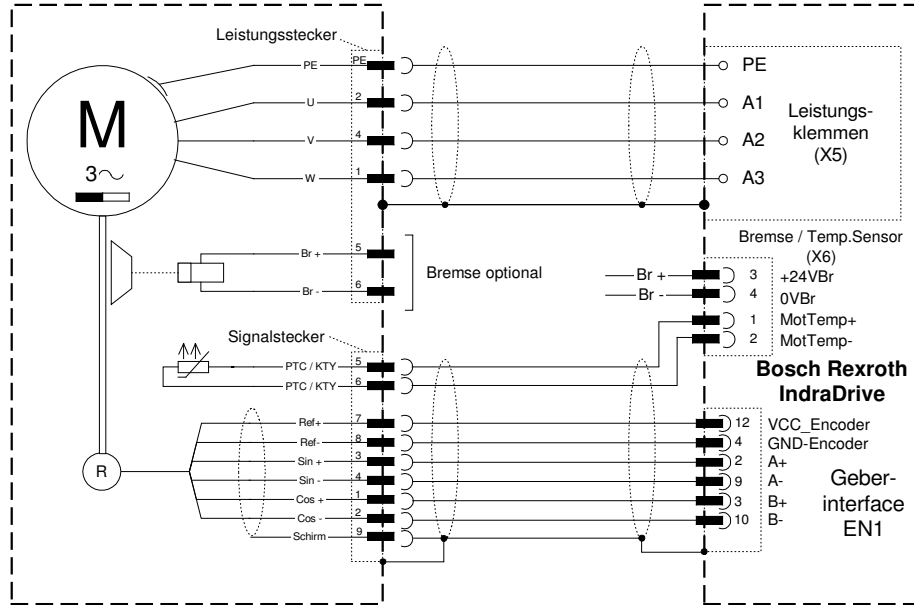 Leistungsstecker
PE PE PE
U 2 A1
V 4 A2
W 1 A3
M
3
Leistungs-
klemmen
(X5)
Bremse / Temp.Sensor
(X6)
Br + 5
Br - 6
Bremse optional
Br + 3 +24VBr
Br - 4 0VBr
1 MotTemp+
2 MotTemp-
Signalstecker
PTC / KTY 5
PTC / KTY 6
Bosch Rexroth
IndraDrive
R
Ref+ 7 12 VCC_Encoder
Ref- 8 4 GND-Encoder
Sin + 3 2 A+
Sin - 4 9 A-
Cos + 1 3 B+
Cos - 2 10 B-
Schirm 9
Geber-
interface
EN1